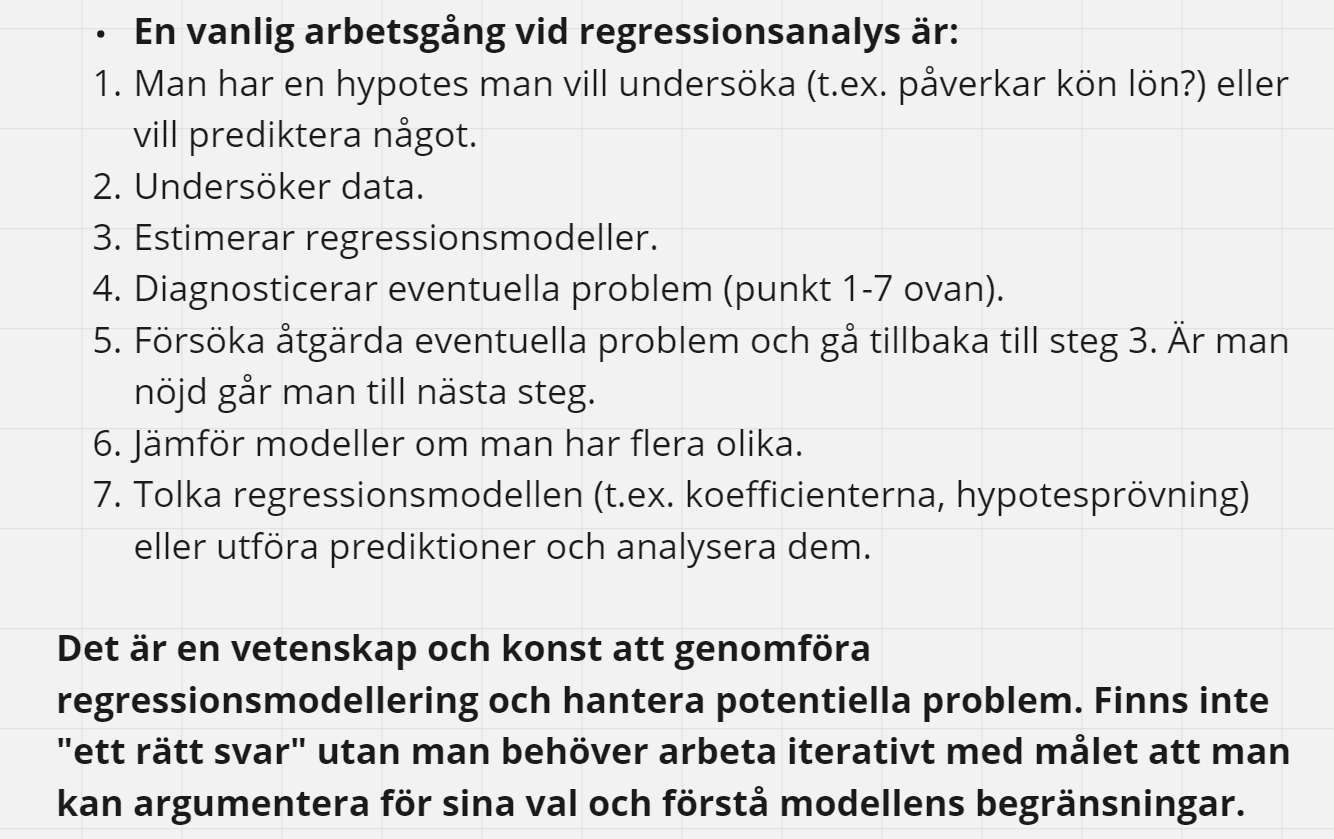 • En vanlig arbetsgång vid regressionsanalys är:
1. Man har en hypotes man vill undersöka (t.ex. påverkar kön lön?) eller
vill prediktera något.
2. Undersöker data.
3. Estimerar regressionsmodeller.
4. Diagnosticerar eventuella problem (punkt 1-7 ovan).
5. Försöka åtgärda eventuella problem och gå tillbaka till steg 3. Är man
nöjd går man till nästa steg.
6. Jämför modeller om man har flera olika.
7. Tolka regressionsmodellen (t.ex. koefficienterna, hypotesprövning)
eller utföra prediktioner och analysera dem.
Det är en vetenskap och konst att genomföra
regressionsmodellering och hantera potentiella problem. Finns inte
"ett rätt svar" utan man behöver arbeta iterativt med målet att man
kan argumentera för sina val och förstå modellens begränsningar.